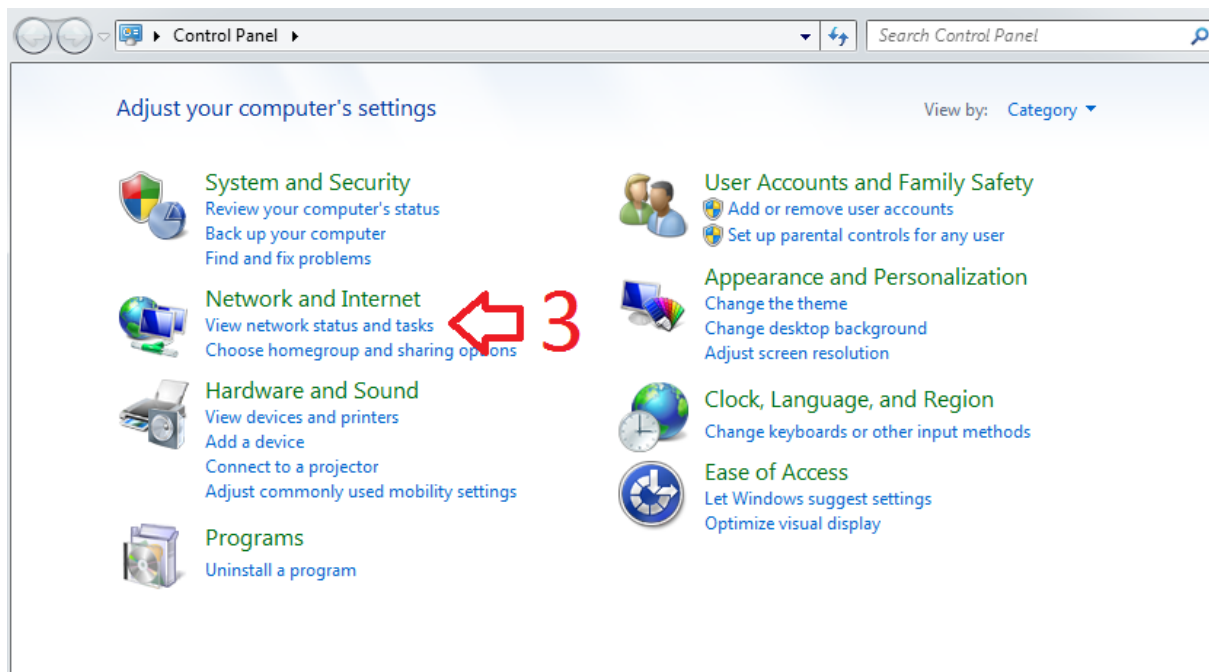 Control Panel
Search Control Panel
Adjust your computer's settings
View by: Category
System and Security
Review your computer's status
Back up your computer
Find and fix problems
Network and Internet
View network status and tasks
3
Choose homegroup and sharing options
Hardware and Sound
View devices and printers
Add a device
Connect to a projector
Adjust commonly used mobility settings
Programs
Uninstall a program
User Accounts and Family Safety
Add or remove user accounts
Set up parental controls for any user
Appearance and Personalization
Change the theme
Change desktop background
Adjust screen resolution
Clock, Language, and Region
Change keyboards or other input methods
Ease of Access
Let Windows suggest settings
Optimize visual display